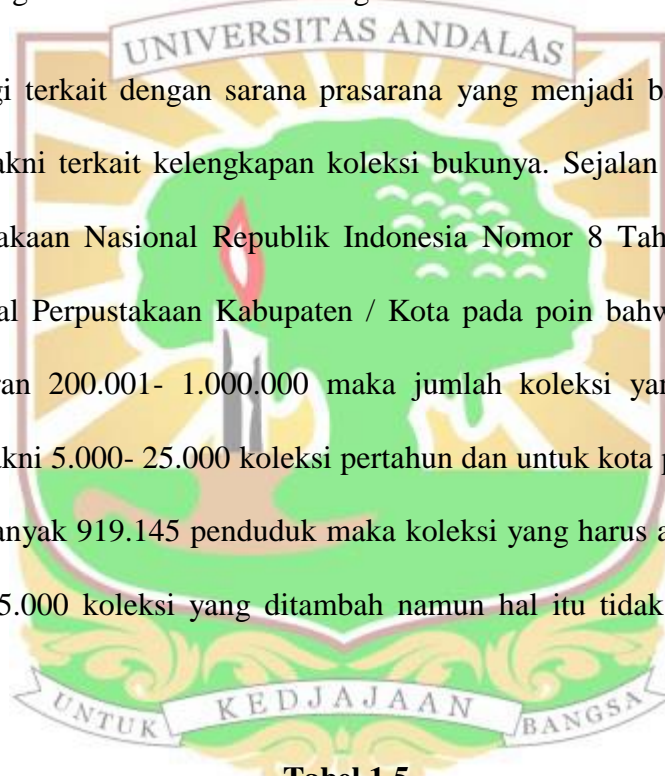 UNIVERSITAS ANDALAS
gi terkait dengan sarana prasarana yang menjadi b
akni terkait kelengkapan koleksi bukunya. Sejalan
akaan Nasional Republik Indonesia Nomor 8 Tah
al Perpustakaan Kabupaten / Kota pada poin bahw
an 200.001- 1.000.000 maka jumlah koleksi yan
akni 5.000- 25.000 koleksi pertahun dan untuk kota p
anyak 919.145 penduduk maka koleksi yang harus a
5.000 koleksi yang ditambah namun hal itu tidak
UNTUK KEDJAJAAN BANGSA
Tabel 1.5